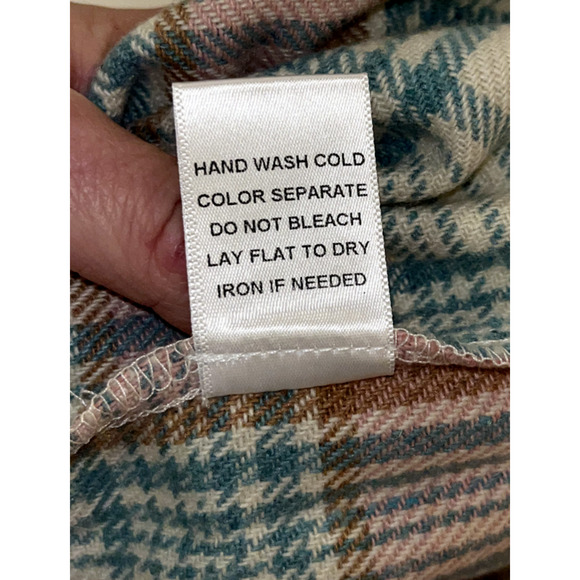 HAND WASH COLD
COLOR SEPARATE
DO NOT BLEACH
LAY FLAT TO DRY
IRON IF NEEDED